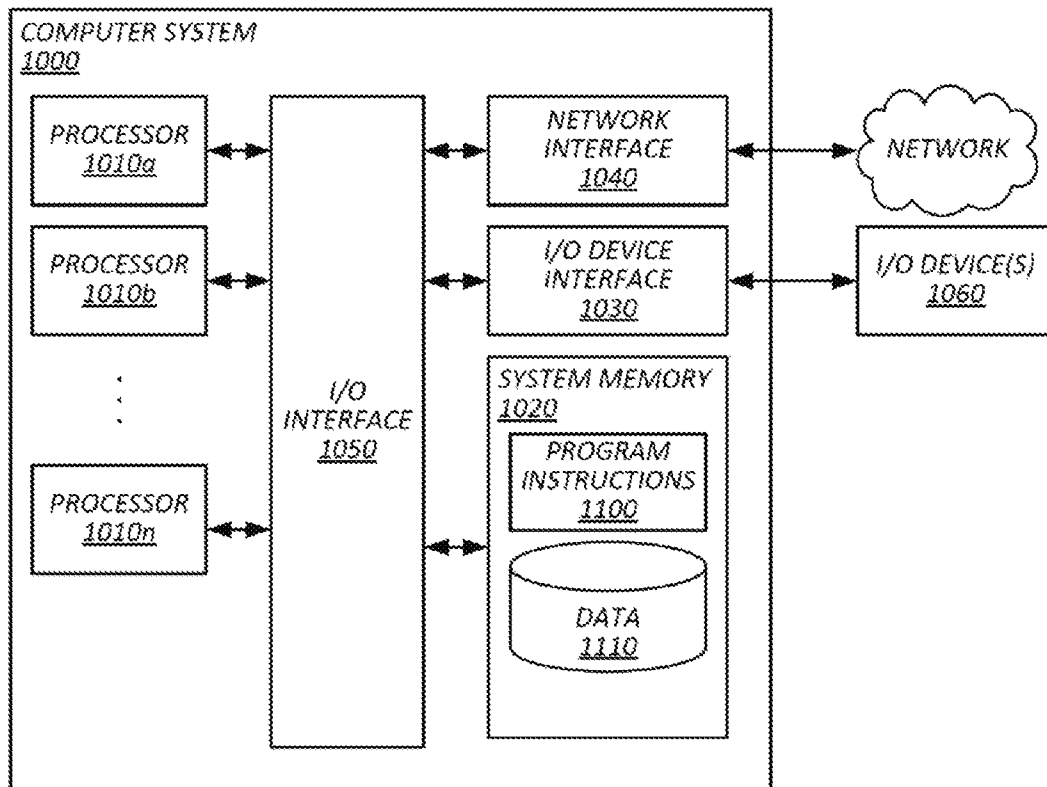 COMPUTER SYSTEM
1000
PROCESSOR
1010a
PROCESSOR
1010b
PROCESSOR
1010n
I/O
INTERFACE
1050
NETWORK
INTERFACE
1040
I/O DEVICE
INTERFACE
1030
SYSTEM MEMORY
1020
PROGRAM
INSTRUCTIONS
1100
DATA
1110
NETWORK
I/O DEVICE(S)
1060